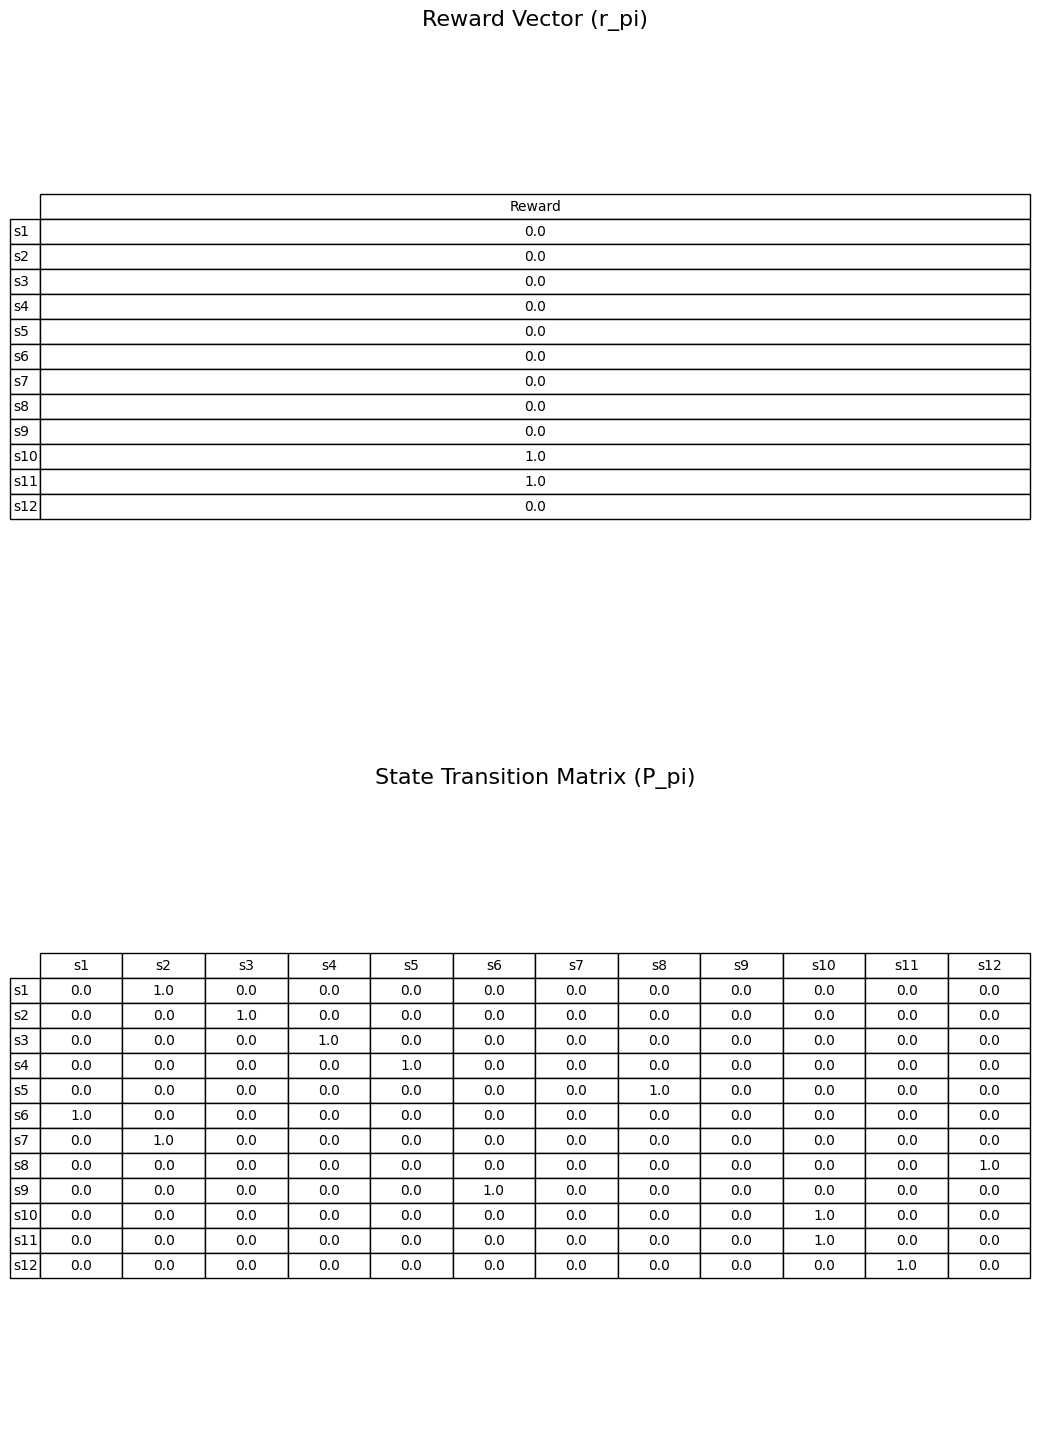 Reward Vector (r_pi)
Reward
s1 0.0
s2 0.0
s3 0.0
s4 0.0
s5 0.0
s6 0.0
s7 0.0
s8 0.0
s9 0.0
s10 1.0
s11 1.0
s12 0.0
State Transition Matrix (P_pi)
s1 s2 s3 s4 s5 s6 s7 s8 s9 s10 s11 s12
s1 0.0 1.0 0.0 0.0 0.0 0.0 0.0 0.0 0.0 0.0 0.0 0.0
s2 0.0 0.0 1.0 0.0 0.0 0.0 0.0 0.0 0.0 0.0 0.0 0.0
s3 0.0 0.0 0.0 1.0 0.0 0.0 0.0 0.0 0.0 0.0 0.0 0.0
s4 0.0 0.0 0.0 0.0 1.0 0.0 0.0 0.0 0.0 0.0 0.0 0.0
s5 0.0 0.0 0.0 0.0 0.0 0.0 0.0 1.0 0.0 0.0 0.0 0.0
s6 1.0 0.0 0.0 0.0 0.0 0.0 0.0 0.0 0.0 0.0 0.0 0.0
s7 0.0 1.0 0.0 0.0 0.0 0.0 0.0 0.0 0.0 0.0 0.0 0.0
s8 0.0 0.0 0.0 0.0 0.0 0.0 0.0 0.0 0.0 0.0 0.0 1.0
s9 0.0 0.0 0.0 0.0 0.0 1.0 0.0 0.0 0.0 0.0 0.0 0.0
s10 0.0 0.0 0.0 0.0 0.0 0.0 0.0 0.0 0.0 1.0 0.0 0.0
s11 0.0 0.0 0.0 0.0 0.0 0.0 0.0 0.0 0.0 1.0 0.0 0.0
s12 0.0 0.0 0.0 0.0 0.0 0.0 0.0 0.0 0.0 0.0 1.0 0.0